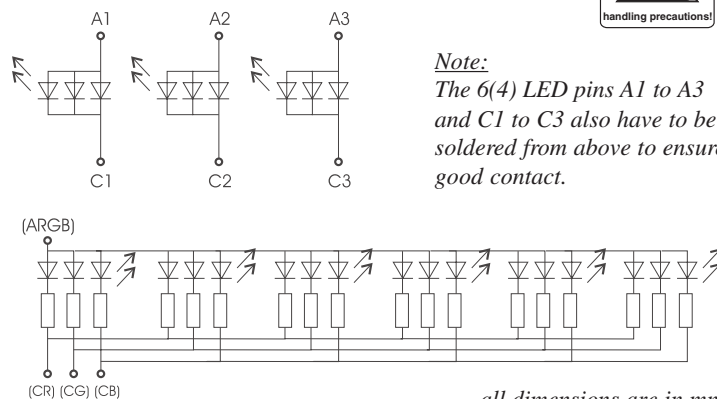 handling precautions!
A1 A2 A3
Note:
The 6(4) LED pins A1 to A3
and C1 to C3 also have to be
soldered from above to ensure
good contact.
C1 C2 C3
(ARGB)
(CR) (CG) (CB)
all dimensions are in mm